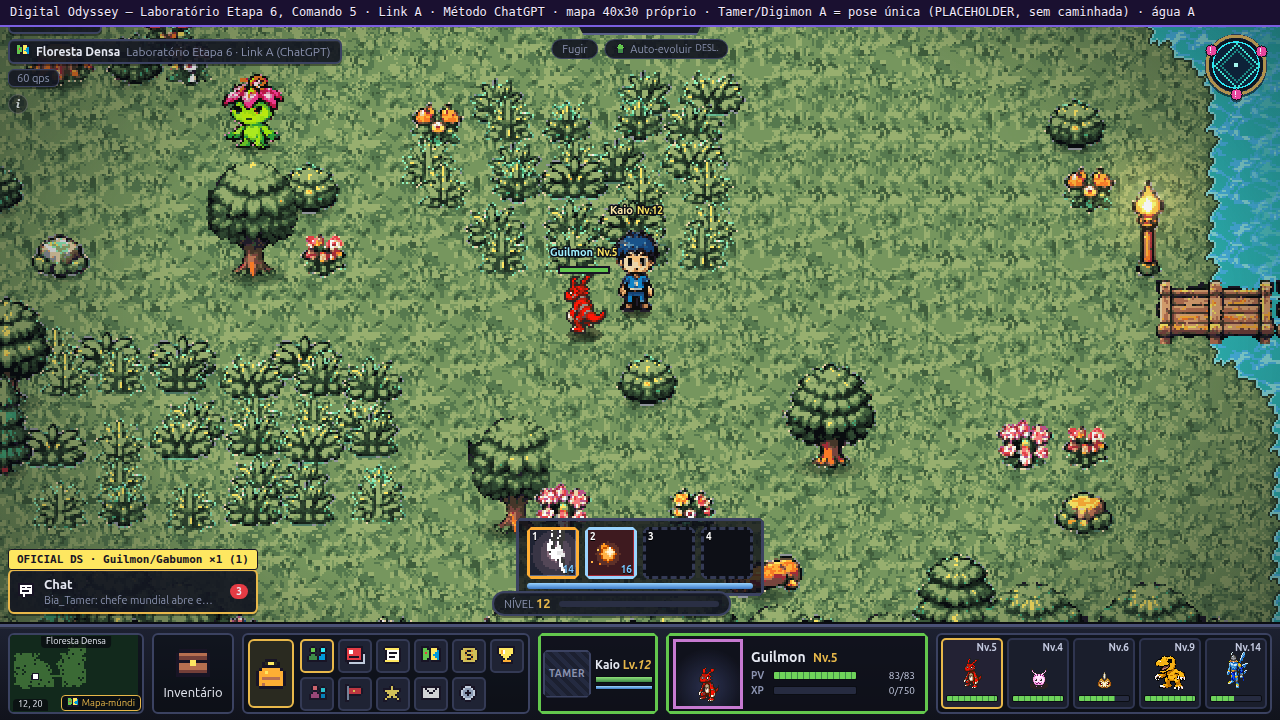 Digital Odyssey — Laboratório Etapa 6, Comando 5 · Link A · Método ChatGPT · mapa 40x30 próprio · Tamer/Digimon A = pose única (PLACEHOLDER, sem caminhada) · água A
Floresta Densa Laboratório Etapa 6 · Link A (ChatGPT)
Fugir
Auto-evoluir DESL.
60 qps
i
Kaio Nv.12
Guilmon Nv.5
OFICIAL DS · Guilmon/Gabumon ×1 (1)
Chat
Bia_Tamer: chefe mundial abre e…
3
1
14
2
16
3
4
NÍVEL 12
Floresta Densa
12, 20
Mapa-múndi
Inventário
TAMER
Kaio Lv.12
Guilmon Nv.5
PV 83/83
XP 0/750
Nv.5
Nv.4
Nv.6
Nv.9
Nv.14